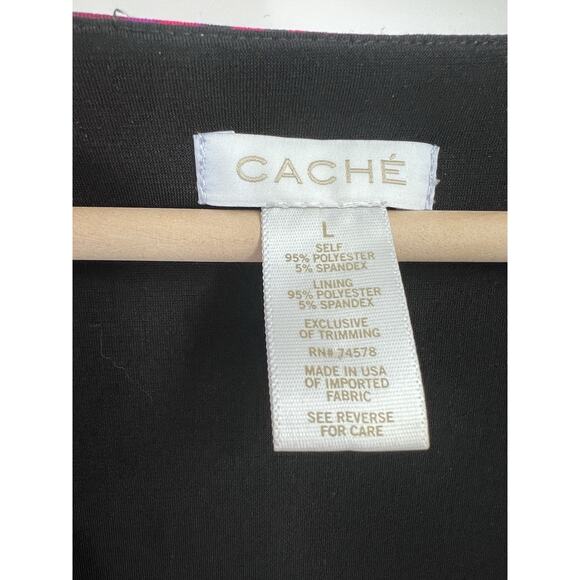 CACHÉ
L
SELF
95% POLYESTER
5% SPANDEX
LINING
95% POLYESTER
5% SPANDEX
EXCLUSIVE
OF TRIMMING
RN# 74578
MADE IN USA
OF IMPORTED
FABRIC
SEE REVERSE
FOR CARE